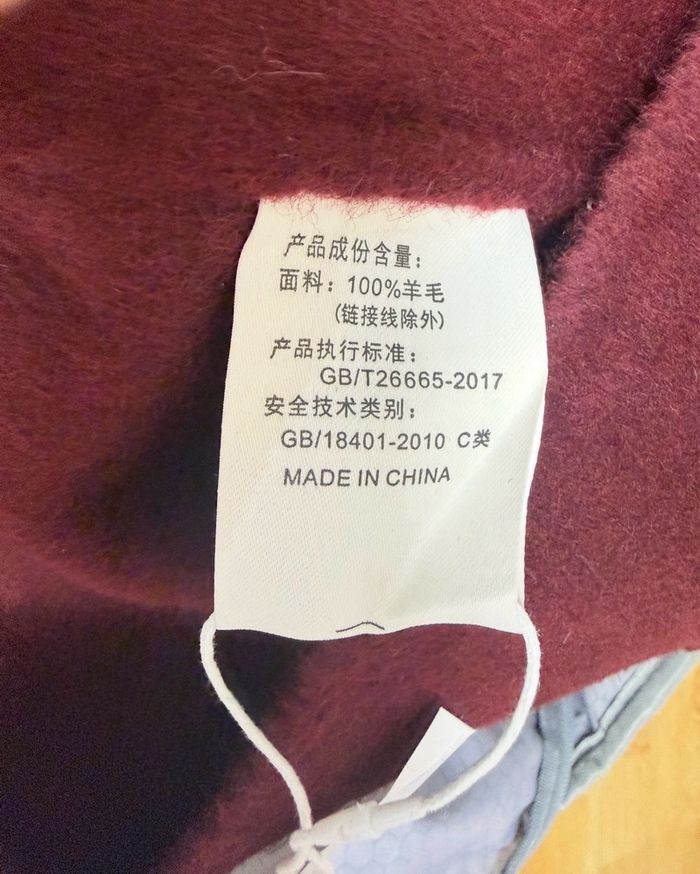 产品成份含量：
面料：100%羊毛
(链接线除外)
产品执行标准：
GB/T26665-2017
安全技术类别：
GB/18401-2010 C类
MADE IN CHINA